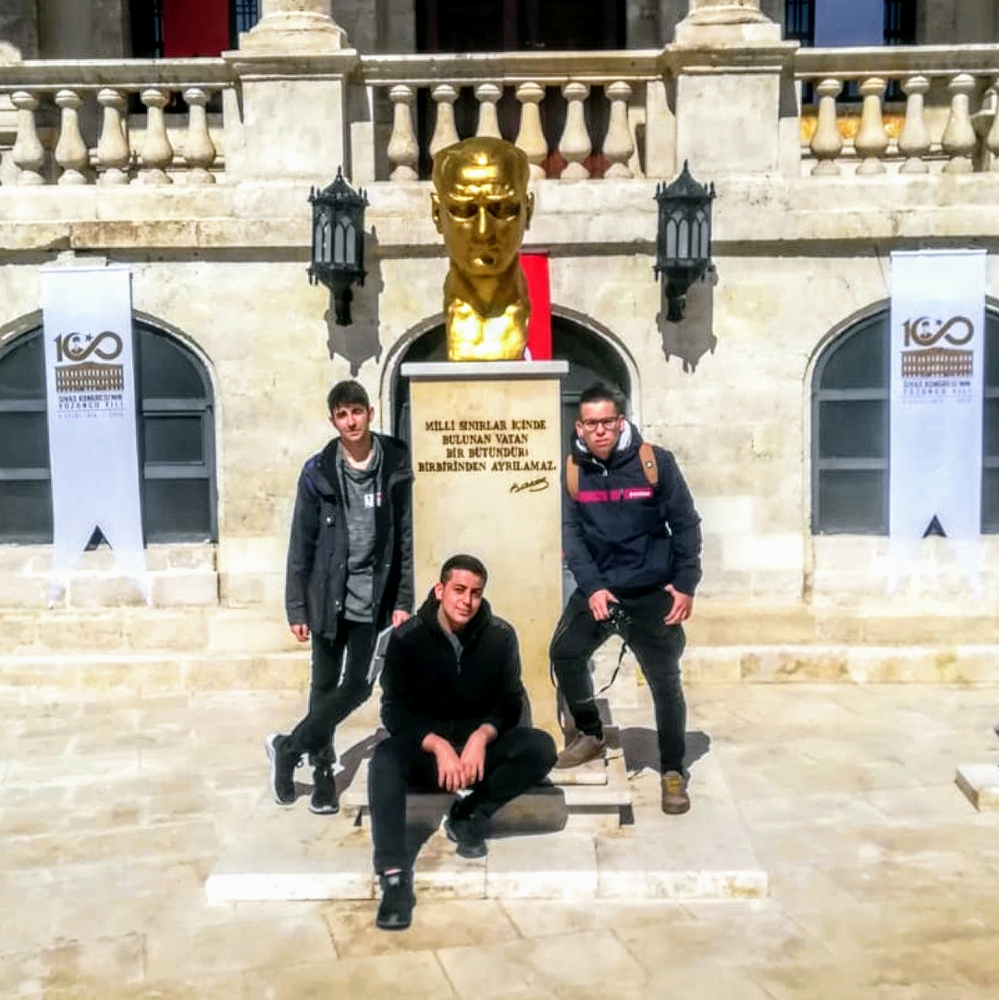 MİLLİ SINIRLAR İÇİNDE
BULUNAN VATAN
BİR BÜTÜNDÜR;
BİRBİRİNDEN AYRILAMAZ.
100
SİVAS KONGRESİ'NİN
YÜZÜNCÜ YILI
100
SİVAS KONGRESİ'NİN
YÜZÜNCÜ YILI